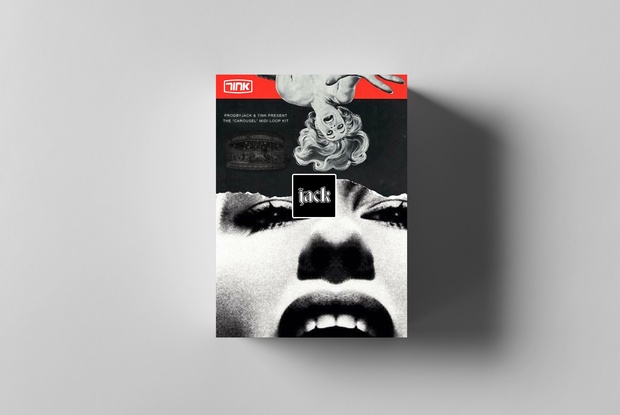 TINK
PRODBYJACK & TINK PRESENT
THE "CAROUSEL" MIDI LOOP KIT
jack